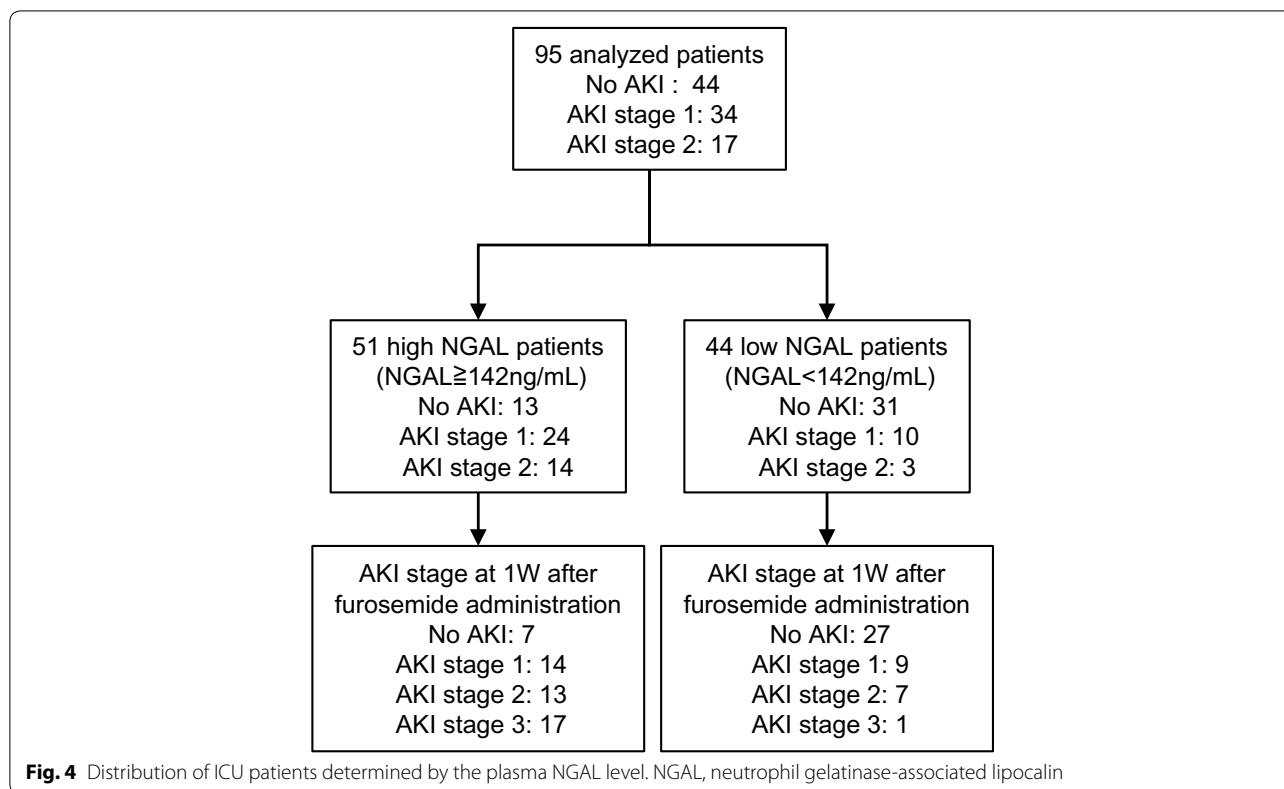 95 analyzed patients
No AKI : 44
AKI stage 1: 34
AKI stage 2: 17
51 high NGAL patients
(NGAL≧142ng/mL)
No AKI: 13
AKI stage 1: 24
AKI stage 2: 14
44 low NGAL patients
(NGAL<142ng/mL)
No AKI: 31
AKI stage 1: 10
AKI stage 2: 3
AKI stage at 1W after
furosemide administration
No AKI: 7
AKI stage 1: 14
AKI stage 2: 13
AKI stage 3: 17
AKI stage at 1W after
furosemide administration
No AKI: 27
AKI stage 1: 9
AKI stage 2: 7
AKI stage 3: 1
Fig. 4 Distribution of ICU patients determined by the plasma NGAL level. NGAL, neutrophil gelatinase-associated lipocalin